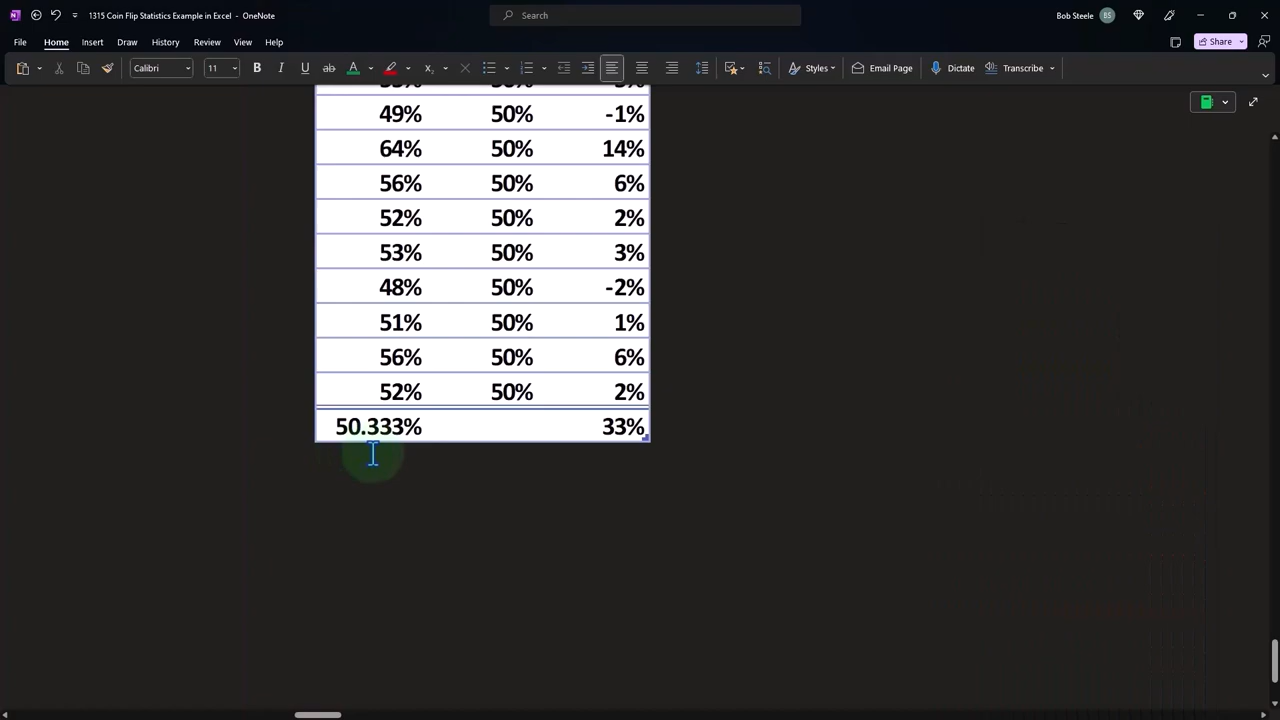 1315 Coin Flip Statistics Example in Excel - OneNote
Search
Bob Steele BS
File Home Insert Draw History Review View Help
Share
Calibri 11 B I U ab A Styles Email Page Dictate Transcribe
49% 50% -1%
64% 50% 14%
56% 50% 6%
52% 50% 2%
53% 50% 3%
48% 50% -2%
51% 50% 1%
56% 50% 6%
52% 50% 2%
50.333% 33%